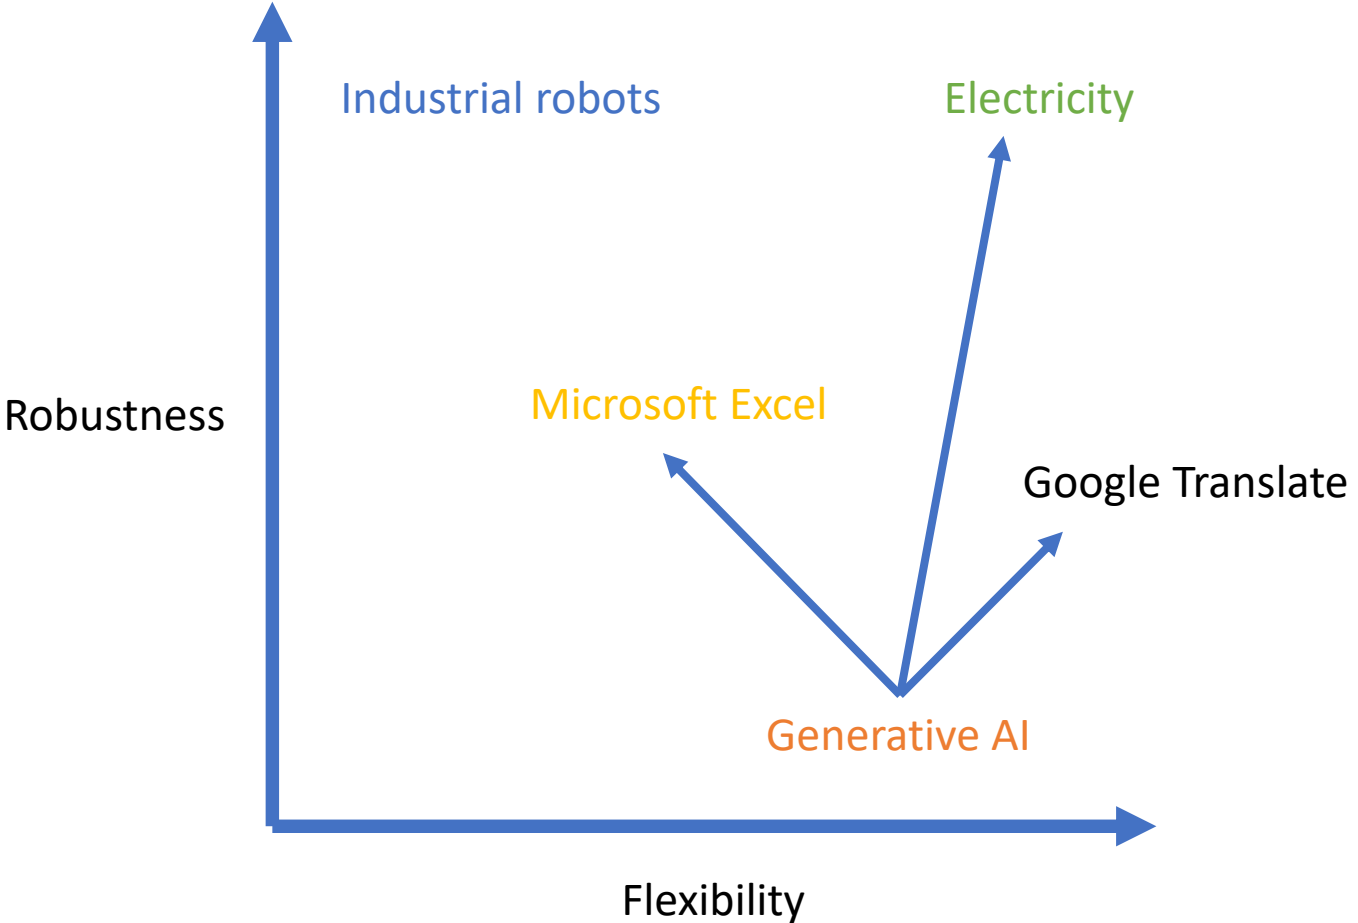 Industrial robots
Electricity
Microsoft Excel
Robustness
Google Translate
Generative AI
Flexibility